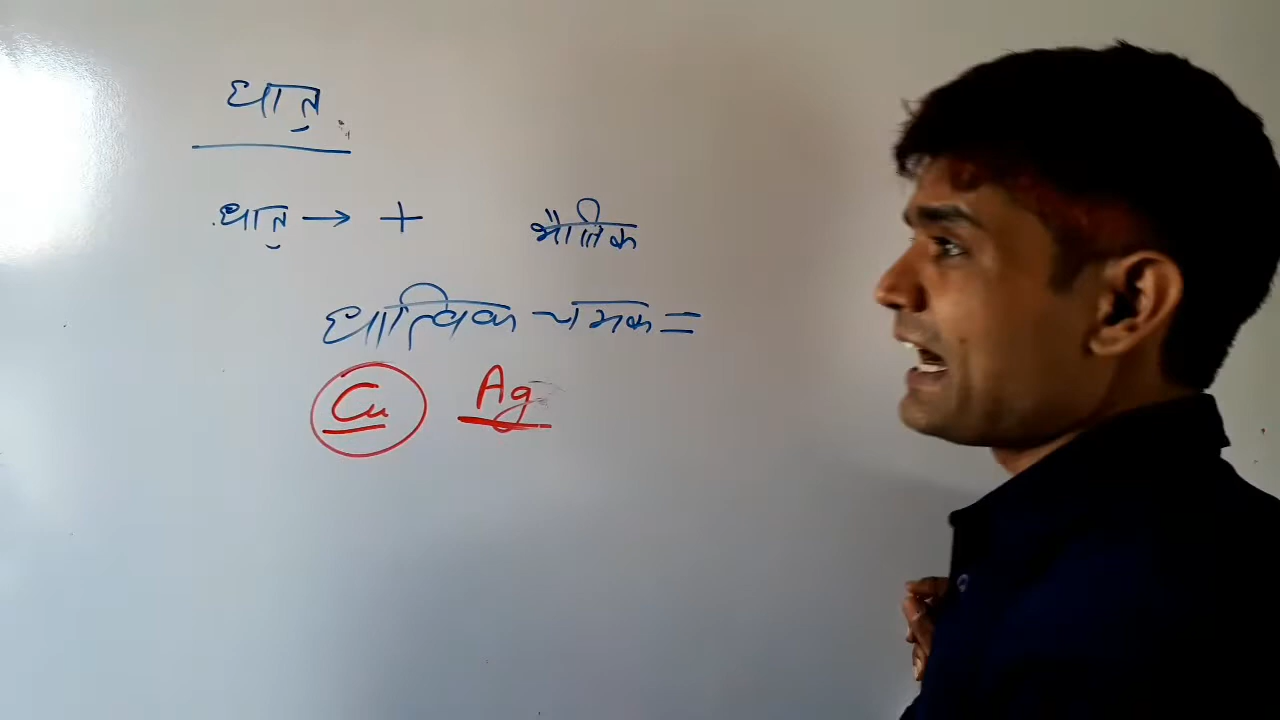 धातु
धातु → + भौतिक
धात्विक चमक =
Cu Ag